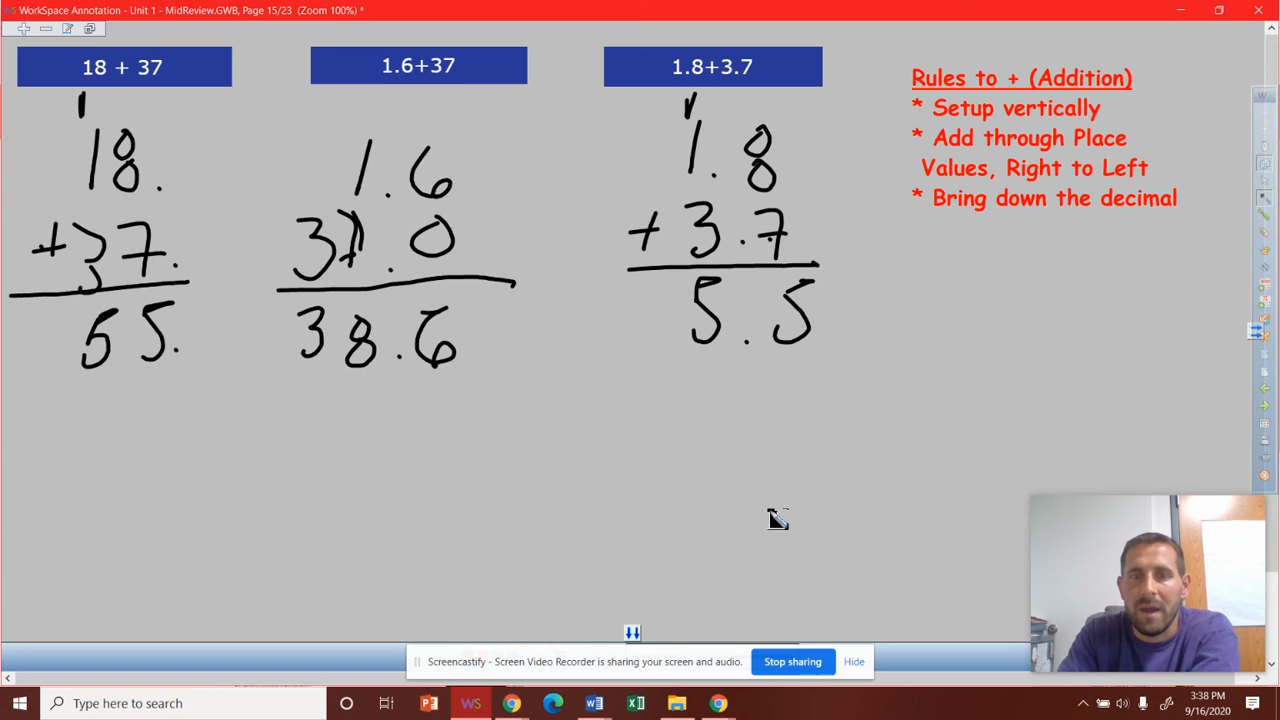 WorkSpace Annotation - Unit 1 - MidReview.GWB, Page 15/23 (Zoom 100%) *
18 + 37
1.6+37
1.8+3.7
Rules to + (Addition)
* Setup vertically
* Add through Place
Values, Right to Left
* Bring down the decimal
1
18.
+37.
55.
1.6
37.0
38.6
1
1.8
+3.7
5.5
Screencastify - Screen Video Recorder is sharing your screen and audio.
Stop sharing
Hide
Type here to search
3:38 PM
9/16/2020